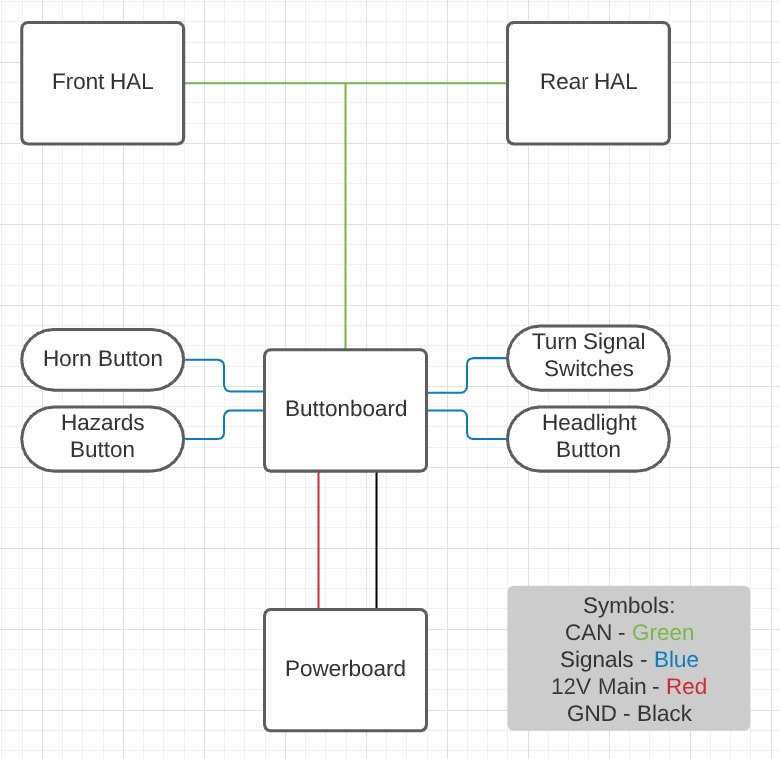 Front HAL
Rear HAL
Horn Button
Turn Signal
Switches
Buttonboard
Hazards
Button
Headlight
Button
Powerboard
Symbols:
CAN - Green
Signals - Blue
12V Main - Red
GND - Black